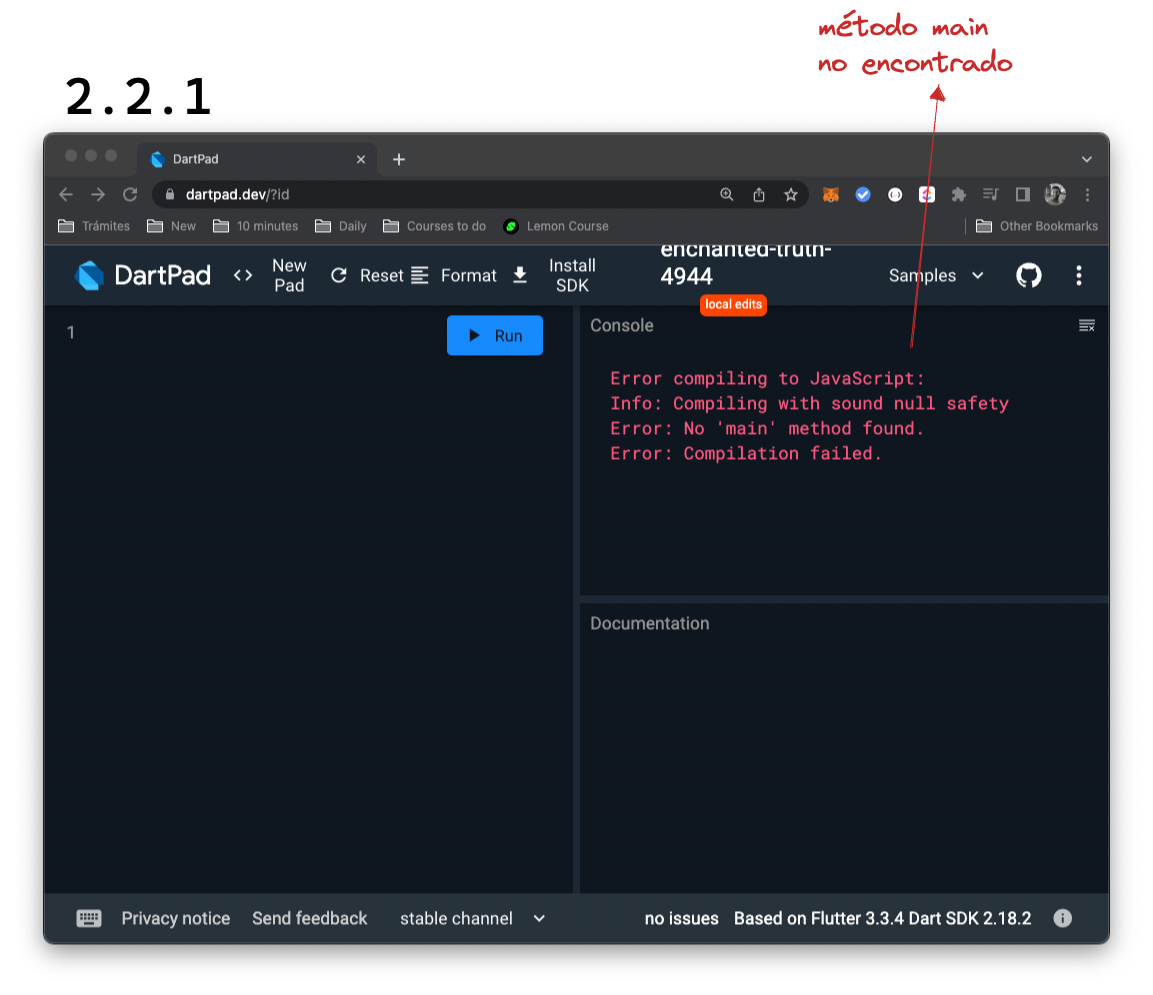 método main
no encontrado
2.2.1
DartPad
dartpad.dev/?id
Trámites New 10 minutes Daily Courses to do Lemon Course Other Bookmarks
DartPad <> New Pad Reset Format Install SDK enchanted-truth-4944 Samples
local edits
1 Run Console
Error compiling to JavaScript:
Info: Compiling with sound null safety
Error: No 'main' method found.
Error: Compilation failed.
Documentation
Privacy notice Send feedback stable channel no issues Based on Flutter 3.3.4 Dart SDK 2.18.2